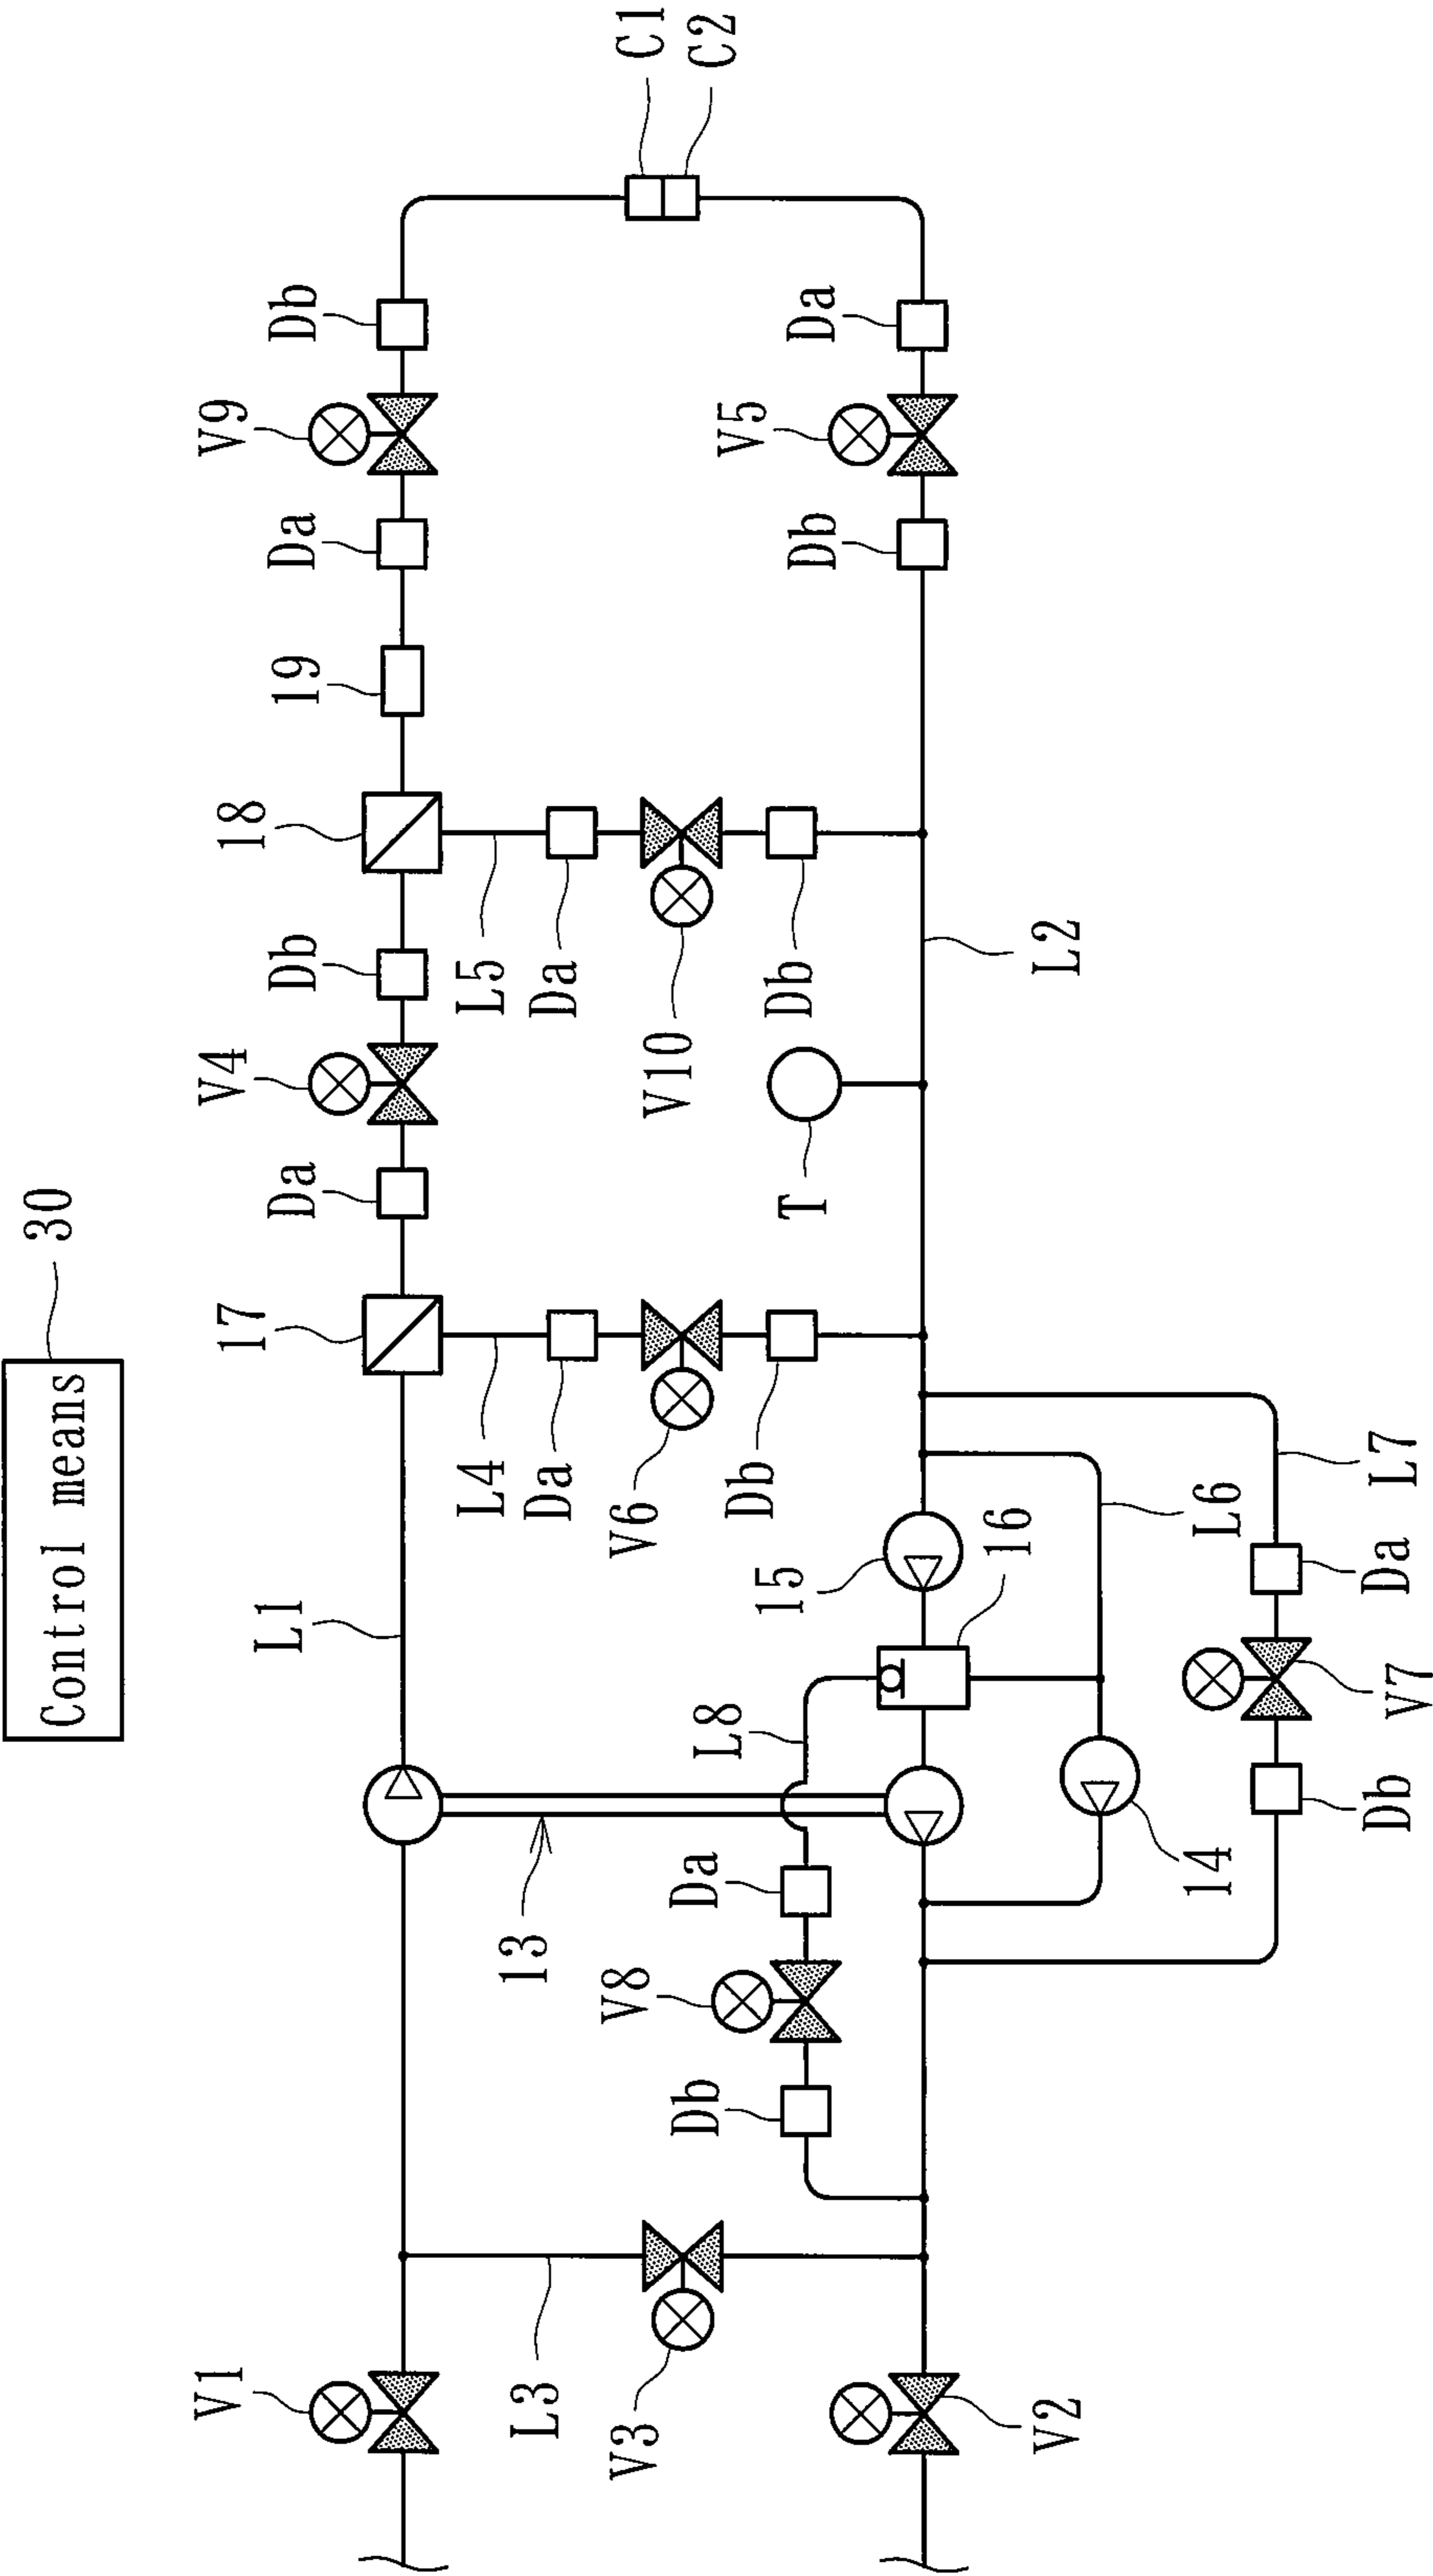 30
Control means
V1
L1
17
Da
V4
Db
18
19
Da
V9
Db
L3
13
L4
Da
L5
Da
V3
V8
V6
V10
C1
Db
Da
L8
Db
Db
C2
15
T
Db
V5
Da
16
V2
L2
14
L6
Db
V7
Da
L7